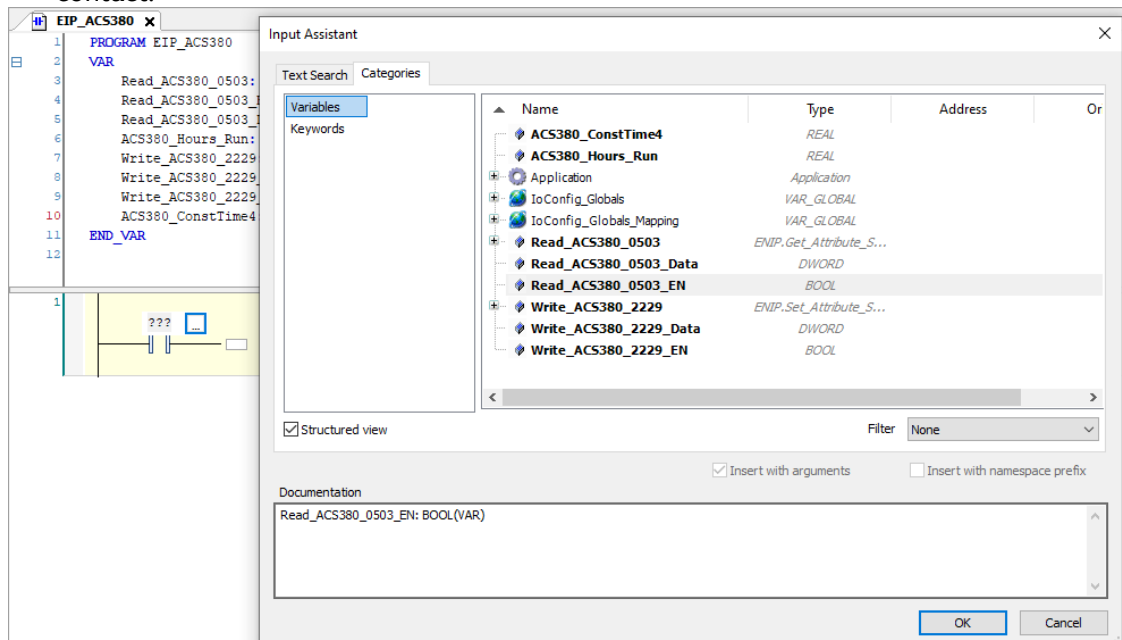 contact.
EIP_ACS380 X
1 PROGRAM EIP_ACS380
2 VAR
3 Read_ACS380_0503:
4 Read_ACS380_0503_
5 Read_ACS380_0503_
6 ACS380_Hours_Run:
7 Write_ACS380_2229
8 Write_ACS380_2229_
9 Write_ACS380_2229_
10 ACS380_ConstTime4
11 END_VAR
12
1
???
...
Input Assistant
Text Search Categories
Variables
Keywords
Name Type Address Or
ACS380_ConstTime4 REAL
ACS380_Hours_Run REAL
Application Application
IoConfig_Globals VAR_GLOBAL
IoConfig_Globals_Mapping VAR_GLOBAL
Read_ACS380_0503 ENIP.Get_Attribute_S...
Read_ACS380_0503_Data DWORD
Read_ACS380_0503_EN BOOL
Write_ACS380_2229 ENIP.Set_Attribute_S...
Write_ACS380_2229_Data DWORD
Write_ACS380_2229_EN BOOL
Structured view
Filter None
Insert with arguments Insert with namespace prefix
Documentation
Read_ACS380_0503_EN: BOOL(VAR)
OK Cancel